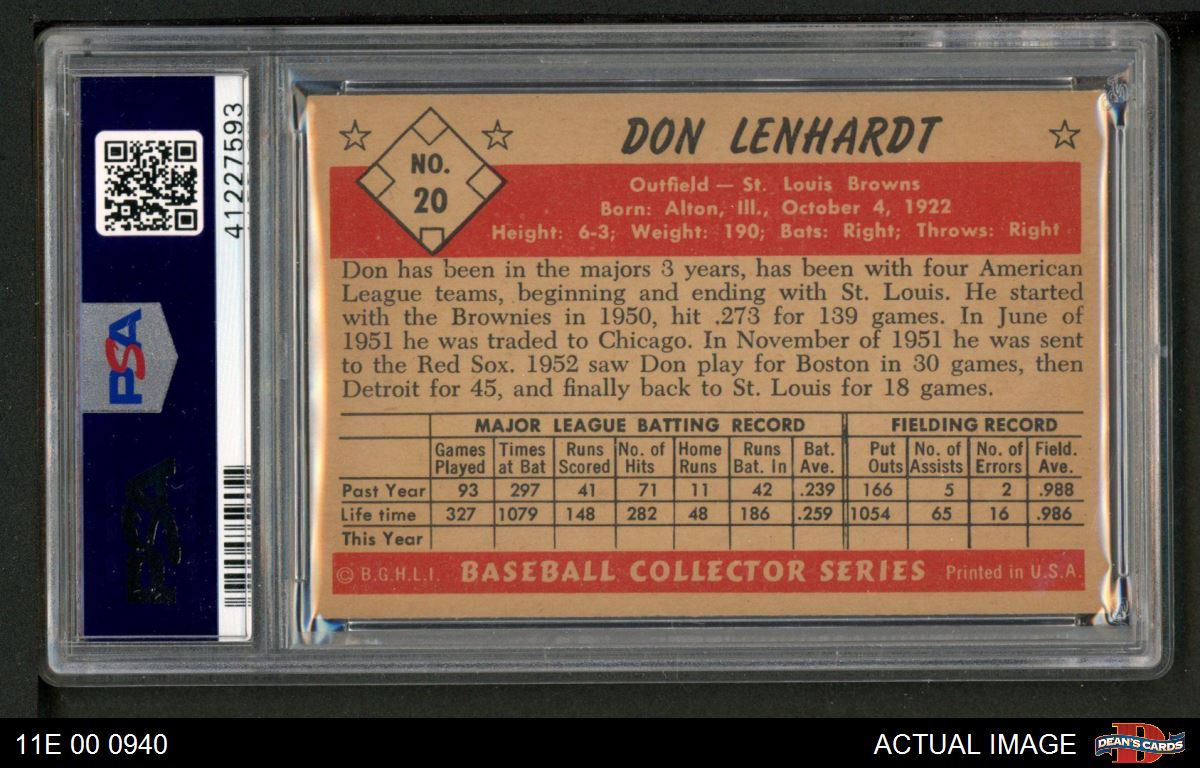 41227593
PSA
PSA
NO.
20
DON LENHARDT
Outfield — St. Louis Browns
Born: Alton, Ill., October 4, 1922
Height: 6-3; Weight: 190; Bats: Right; Throws: Right
Don has been in the majors 3 years, has been with four American
League teams, beginning and ending with St. Louis. He started
with the Brownies in 1950, hit .273 for 139 games. In June of
1951 he was traded to Chicago. In November of 1951 he was sent
to the Red Sox. 1952 saw Don play for Boston in 30 games, then
Detroit for 45, and finally back to St. Louis for 18 games.
MAJOR LEAGUE BATTING RECORD FIELDING RECORD
Games Times Runs No. of Home Runs Bat. Put No. of No. of Field.
Played at Bat Scored Hits Runs Bat. In Ave. Outs Assists Errors Ave.
Past Year 93 297 41 71 11 42 .239 166 5 2 .988
Life time 327 1079 148 282 48 186 .259 1054 65 16 .986
This Year
© B.G.H.L.I. BASEBALL COLLECTOR SERIES Printed in U.S.A.
11E 00 0940 ACTUAL IMAGE D DEAN'S CARDS